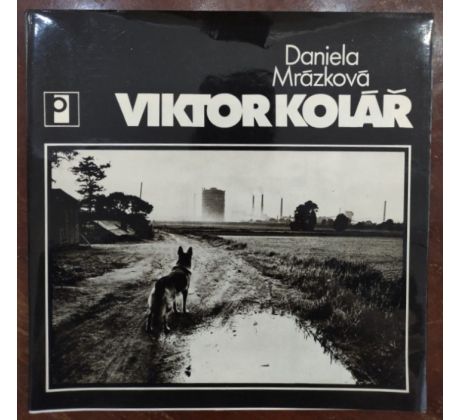 Daniela
Mrázková
VIKTOR KOLÁŘ